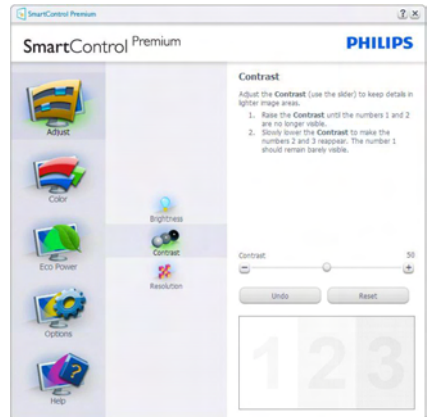 SmartControl Premium
? ×
SmartControl Premium
PHILIPS
Adjust
Color
Eco Power
Options
Help
Brightness
Contrast
Resolution
Contrast
Adjust the Contrast (use the slider) to keep details in
lighter image areas.
1. Raise the Contrast until the numbers 1 and 2
are no longer visible.
2. Slowly lower the Contrast to make the
numbers 2 and 3 reappear. The number 1
should remain barely visible.
Contrast 50
Undo Reset
1 2 3